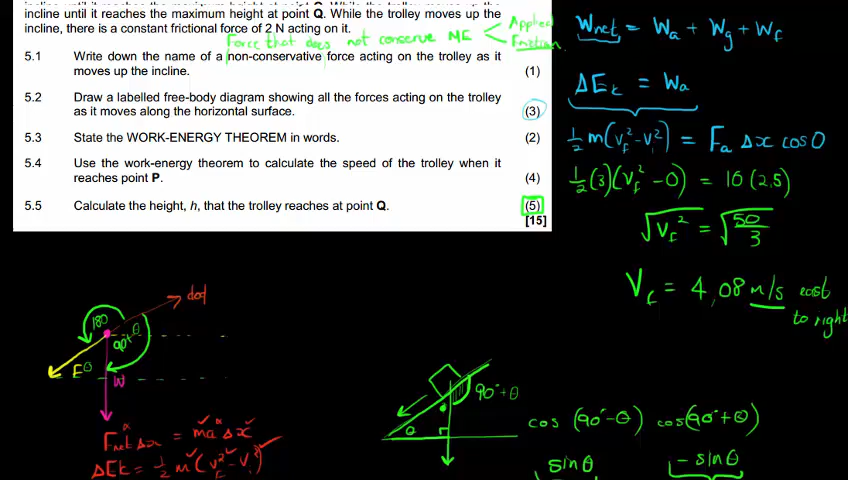 incline until it reaches the maximum height at point Q. While the trolley moves up the
incline, there is a constant frictional force of 2 N acting on it.
Force that does not conserve ME < Applied
Friction
5.1 Write down the name of a non-conservative force acting on the trolley as it
moves up the incline. (1)
5.2 Draw a labelled free-body diagram showing all the forces acting on the trolley
as it moves along the horizontal surface. (3)
5.3 State the WORK-ENERGY THEOREM in words. (2)
5.4 Use the work-energy theorem to calculate the speed of the trolley when it
reaches point P. (4)
5.5 Calculate the height, h, that the trolley reaches at point Q. (5)
[15]
Wnet = Wa + Wg + Wf
ΔEk = Wa
½ m(vf² - vi²) = Fa Δx cos 0
½(3)(vf² - 0) = 10(2,5)
√vf² = √50/3
Vf = 4,08 m/s east
to right
180
θ
90+θ
W
Fnet Δx = ma Δx
ΔEk = ½ m(vf² - vi²)
θ
90°+θ
cos (90°-θ) cos(90°+θ)
sinθ -sinθ